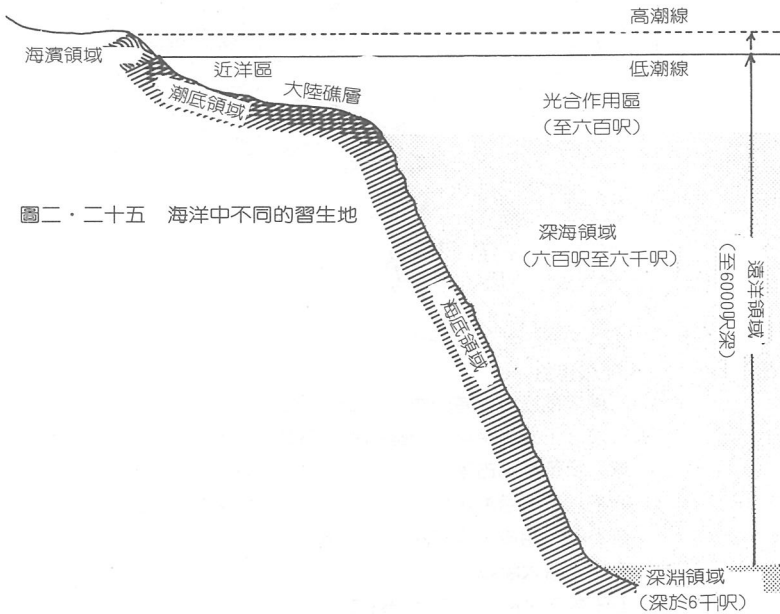 高潮線
海濱領域
低潮線
近洋區
潮底領域
大陸礁層
光合作用區
(至六百呎)
圖二·二十五 海洋中不同的習生地
深海領域
(六百呎至六千呎)
遠洋領域
(至6000呎深)
海底領域
深淵領域
(深於6千呎)